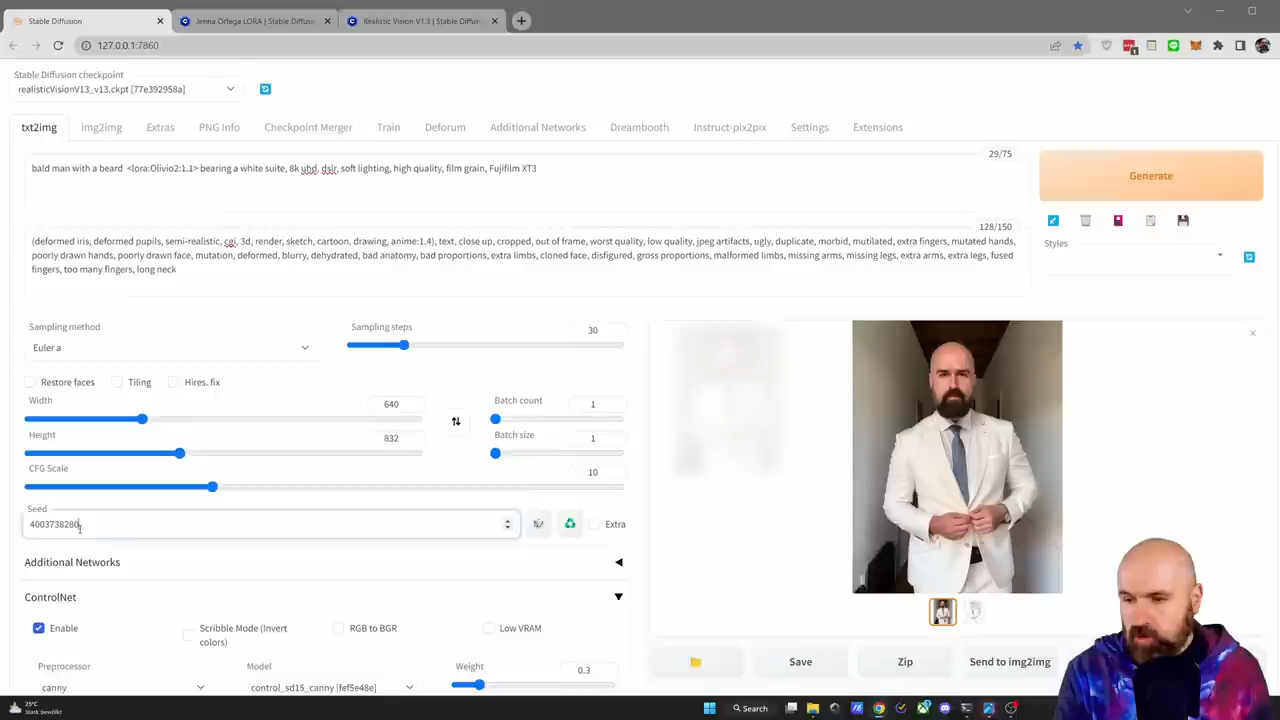 Stable Diffusion
Jenna Ortega LORA | Stable Diffusio
Realistic Vision V1.3 | Stable Diffus
127.0.0.1:7860
Stable Diffusion checkpoint
realisticVisionV13_v13.ckpt [77e392958a]
txt2img img2img Extras PNG Info Checkpoint Merger Train Deforum Additional Networks Dreambooth Instruct-pix2pix Settings Extensions
29/75
bald man with a beard <lora:Olivio2:1.1> bearing a white suite, 8k uhd, dslr, soft lighting, high quality, film grain, Fujifilm XT3
Generate
128/150
(deformed iris, deformed pupils, semi-realistic, cgi, 3d, render, sketch, cartoon, drawing, anime:1.4), text, close up, cropped, out of frame, worst quality, low quality, jpeg artifacts, ugly, duplicate, morbid, mutilated, extra fingers, mutated hands,
poorly drawn hands, poorly drawn face, mutation, deformed, blurry, dehydrated, bad anatomy, bad proportions, extra limbs, cloned face, disfigured, gross proportions, malformed limbs, missing arms, missing legs, extra arms, extra legs, fused
fingers, too many fingers, long neck
Styles
Sampling method
Euler a
Sampling steps
30
Restore faces
Tiling
Hires. fix
Width
640
Batch count
1
Height
832
Batch size
1
CFG Scale
10
Seed
4003738280
Extra
Additional Networks
ControlNet
Enable
Scribble Mode (Invert
colors)
RGB to BGR
Low VRAM
Preprocessor
canny
Model
control_sd15_canny [fef5e48e]
Weight
0.3
Save
Zip
Send to img2img
25°C
Stark bewölkt
Search